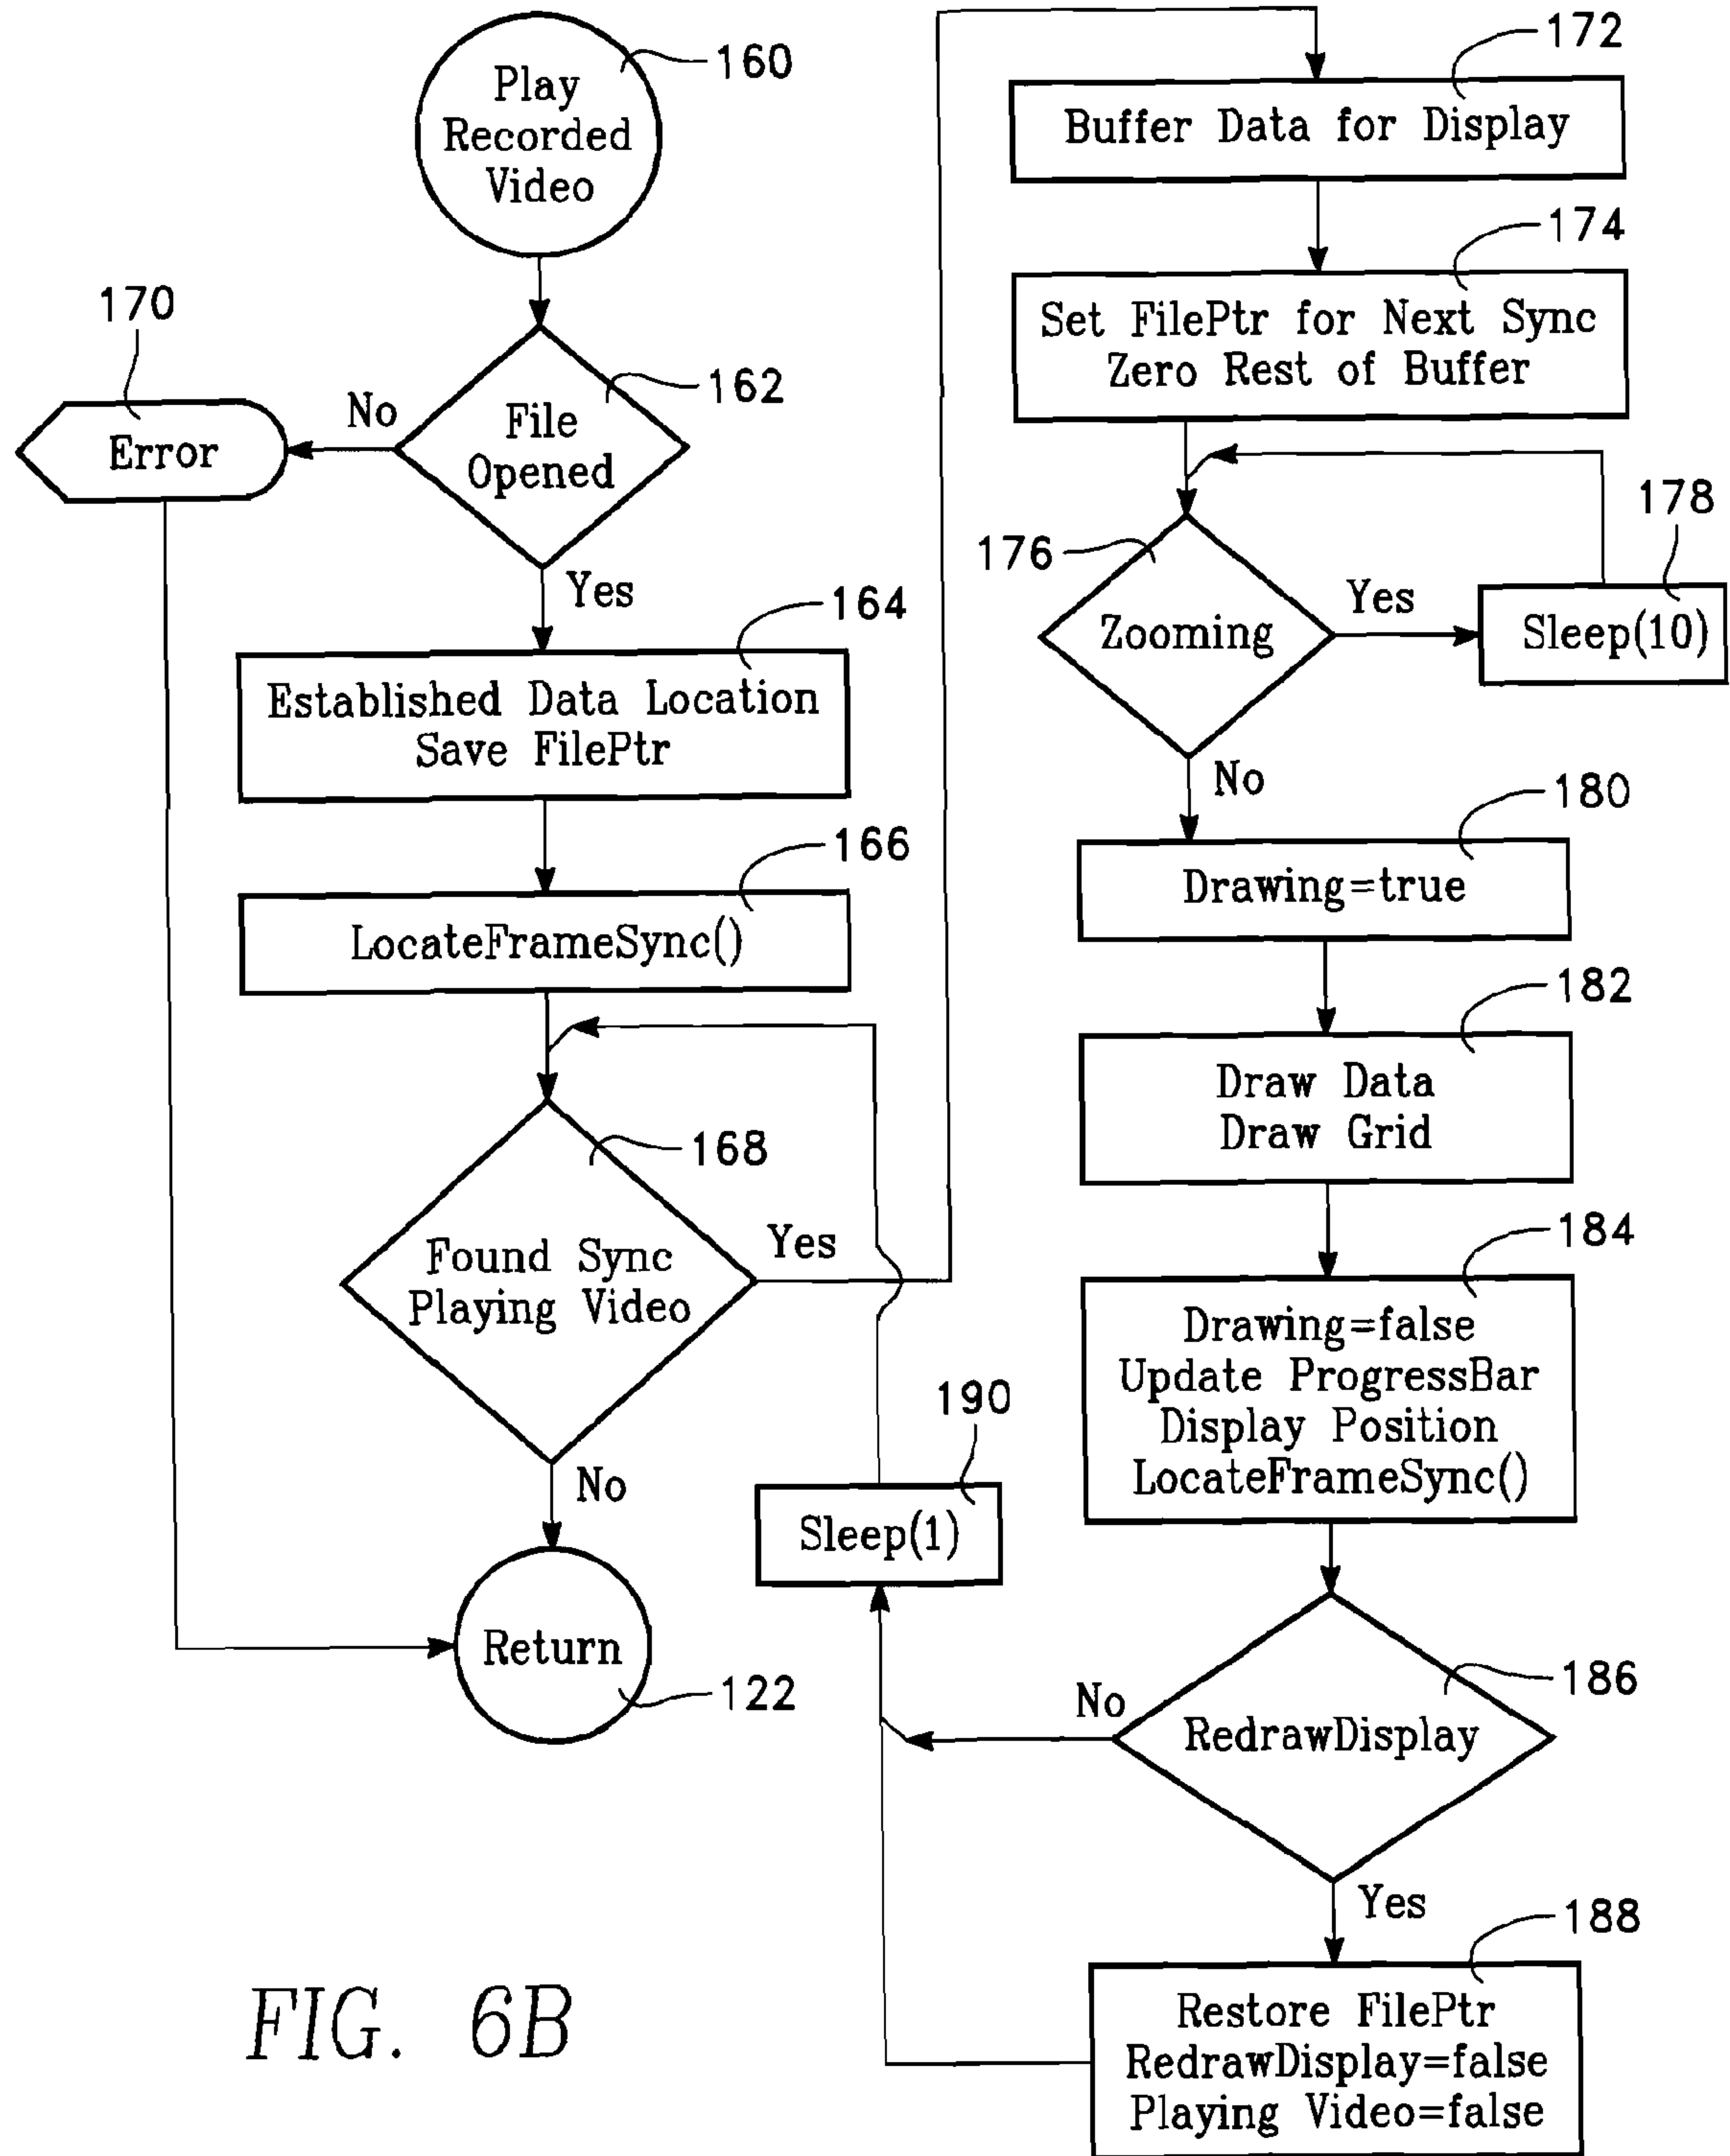 Play
Recorded
Video
160
170
No
162
File
Opened
Error
Yes
164
Established Data Location
Save FilePtr
166
LocateFrameSync()
168
Found Sync
Playing Video
Yes
No
Return
122
172
Buffer Data for Display
174
Set FilePtr for Next Sync
Zero Rest of Buffer
176
178
Zooming
Yes
Sleep(10)
No
180
Drawing=true
182
Draw Data
Draw Grid
184
Drawing=false
Update ProgressBar
Display Position
LocateFrameSync()
190
Sleep(1)
186
No
RedrawDisplay
Yes
188
Restore FilePtr
RedrawDisplay=false
Playing Video=false
FIG. 6B